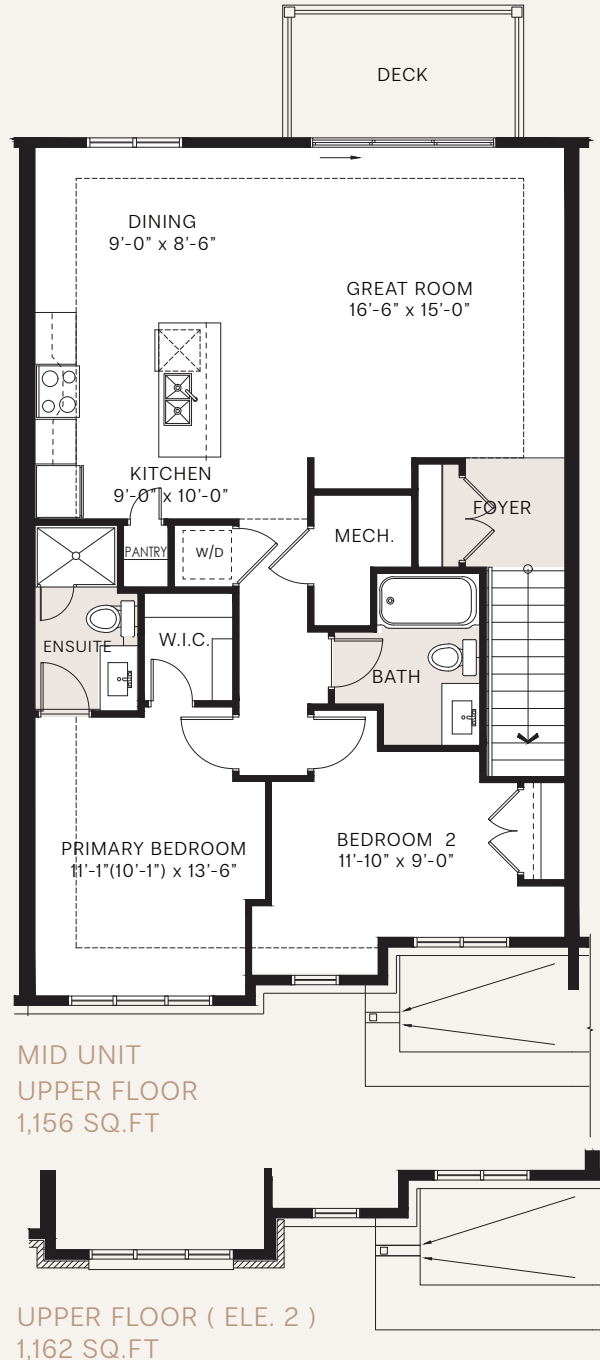 DECK
DINING
9’-0” x 8’-6”
GREAT ROOM
16’-6” x 15’-0”
KITCHEN
9’-0” x 10’-0”
FOYER
MECH.
PANTRY
W/D
ENSUITE
W.I.C.
BATH
PRIMARY BEDROOM
11’-1”(10’-1”) x 13’-6”
BEDROOM 2
11’-10” x 9’-0”
MID UNIT
UPPER FLOOR
1,156 SQ.FT
UPPER FLOOR ( ELE. 2 )
1,162 SQ.FT